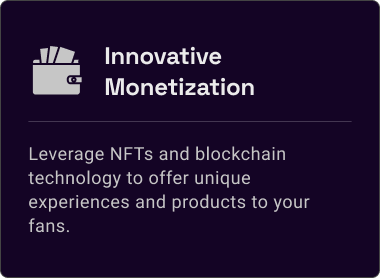 Innovative
Monetization
Leverage NFTs and blockchain
technology to offer unique
experiences and products to your
fans.